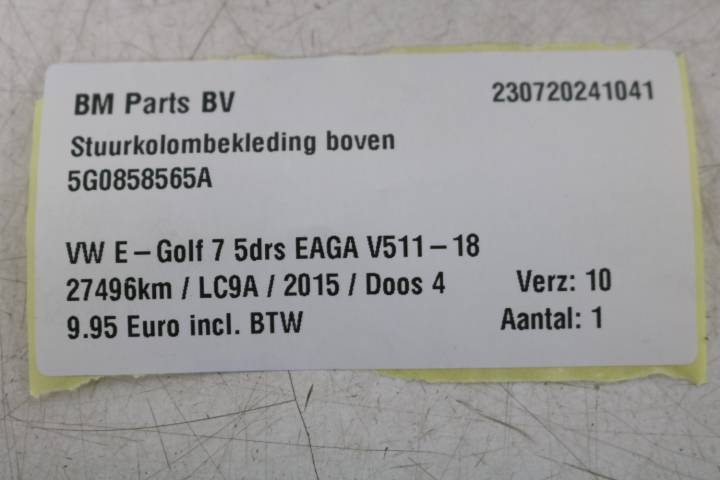 BM Parts BV 230720241041
Stuurkolombekleding boven
5G0858565A
VW E-Golf 7 5drs EAGA V511-18
27496km / LC9A / 2015 / Doos 4 Verz: 10
9.95 Euro incl. BTW Aantal: 1